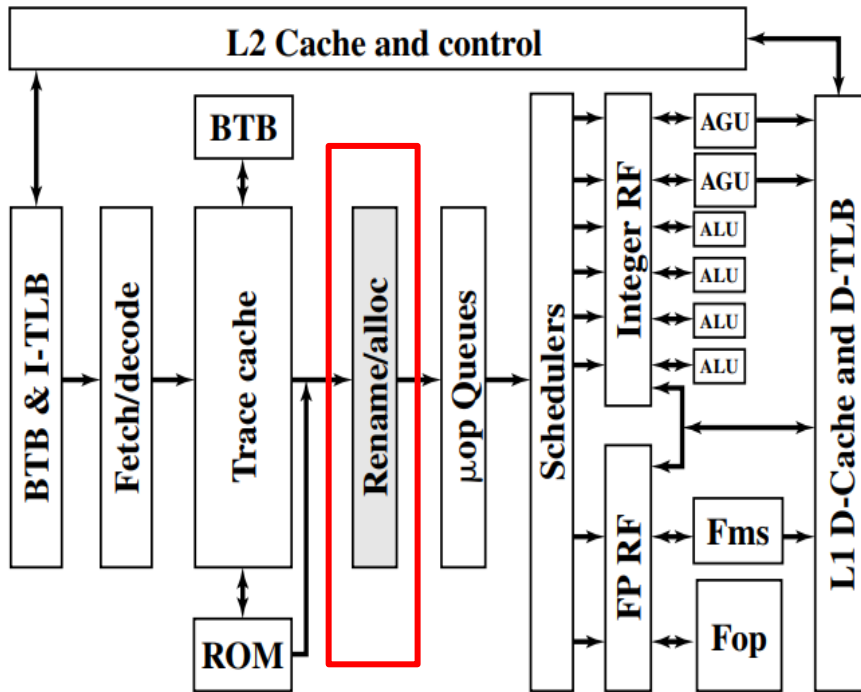 L2 Cache and control
BTB & I-TLB
Fetch/decode
BTB
Trace cache
ROM
Rename/alloc
μop Queues
Schedulers
Integer RF
FP RF
AGU
AGU
ALU
ALU
ALU
ALU
Fms
Fop
L1 D-Cache and D-TLB